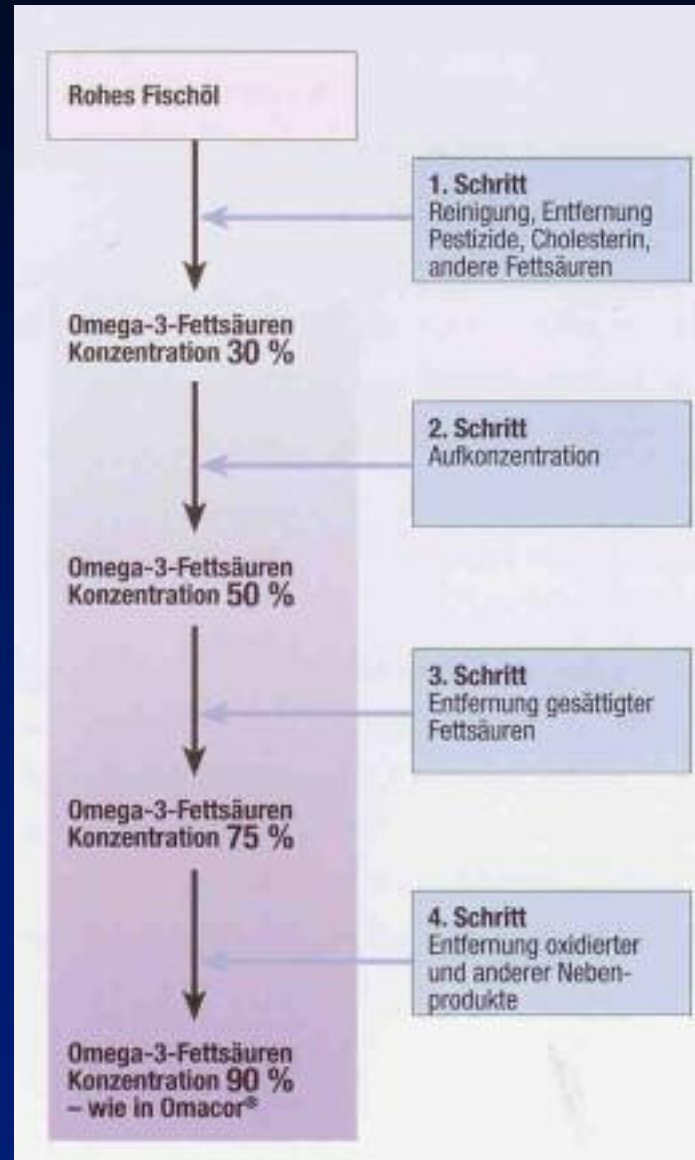 Rohes Fischöl
1. Schritt
Reinigung, Entfernung
Pestizide, Cholesterin,
andere Fettsäuren
Omega-3-Fettsäuren
Konzentration 30 %
2. Schritt
Aufkonzentration
Omega-3-Fettsäuren
Konzentration 50 %
3. Schritt
Entfernung gesättigter
Fettsäuren
Omega-3-Fettsäuren
Konzentration 75 %
4. Schritt
Entfernung oxidierter
und anderer Neben-
produkte
Omega-3-Fettsäuren
Konzentration 90 %
– wie in Omacor®